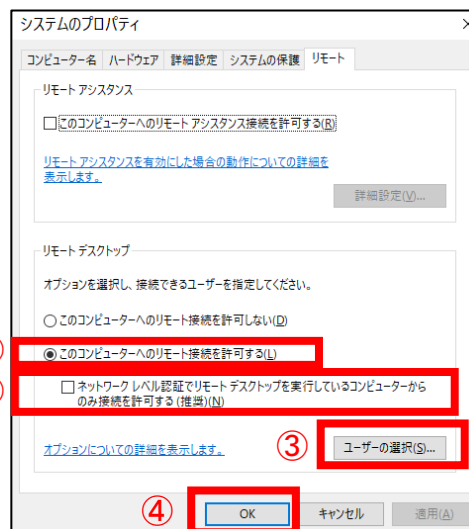 システムのプロパティ
コンピューター名 ハードウェア 詳細設定 システムの保護 リモート
リモート アシスタンス
このコンピューターへのリモート アシスタンス接続を許可する(R)
リモート アシスタンスを有効にした場合の動作についての詳細を
表示します。
詳細設定(V)...
リモート デスクトップ
オプションを選択し、接続できるユーザーを指定してください。
このコンピューターへのリモート接続を許可しない(D)
このコンピューターへのリモート接続を許可する(L)
ネットワーク レベル認証でリモート デスクトップを実行しているコンピューターから
のみ接続を許可する (推奨)(N)
オプションについての詳細を表示します。 ③ ユーザーの選択(S)...
④ OK キャンセル 適用(A)